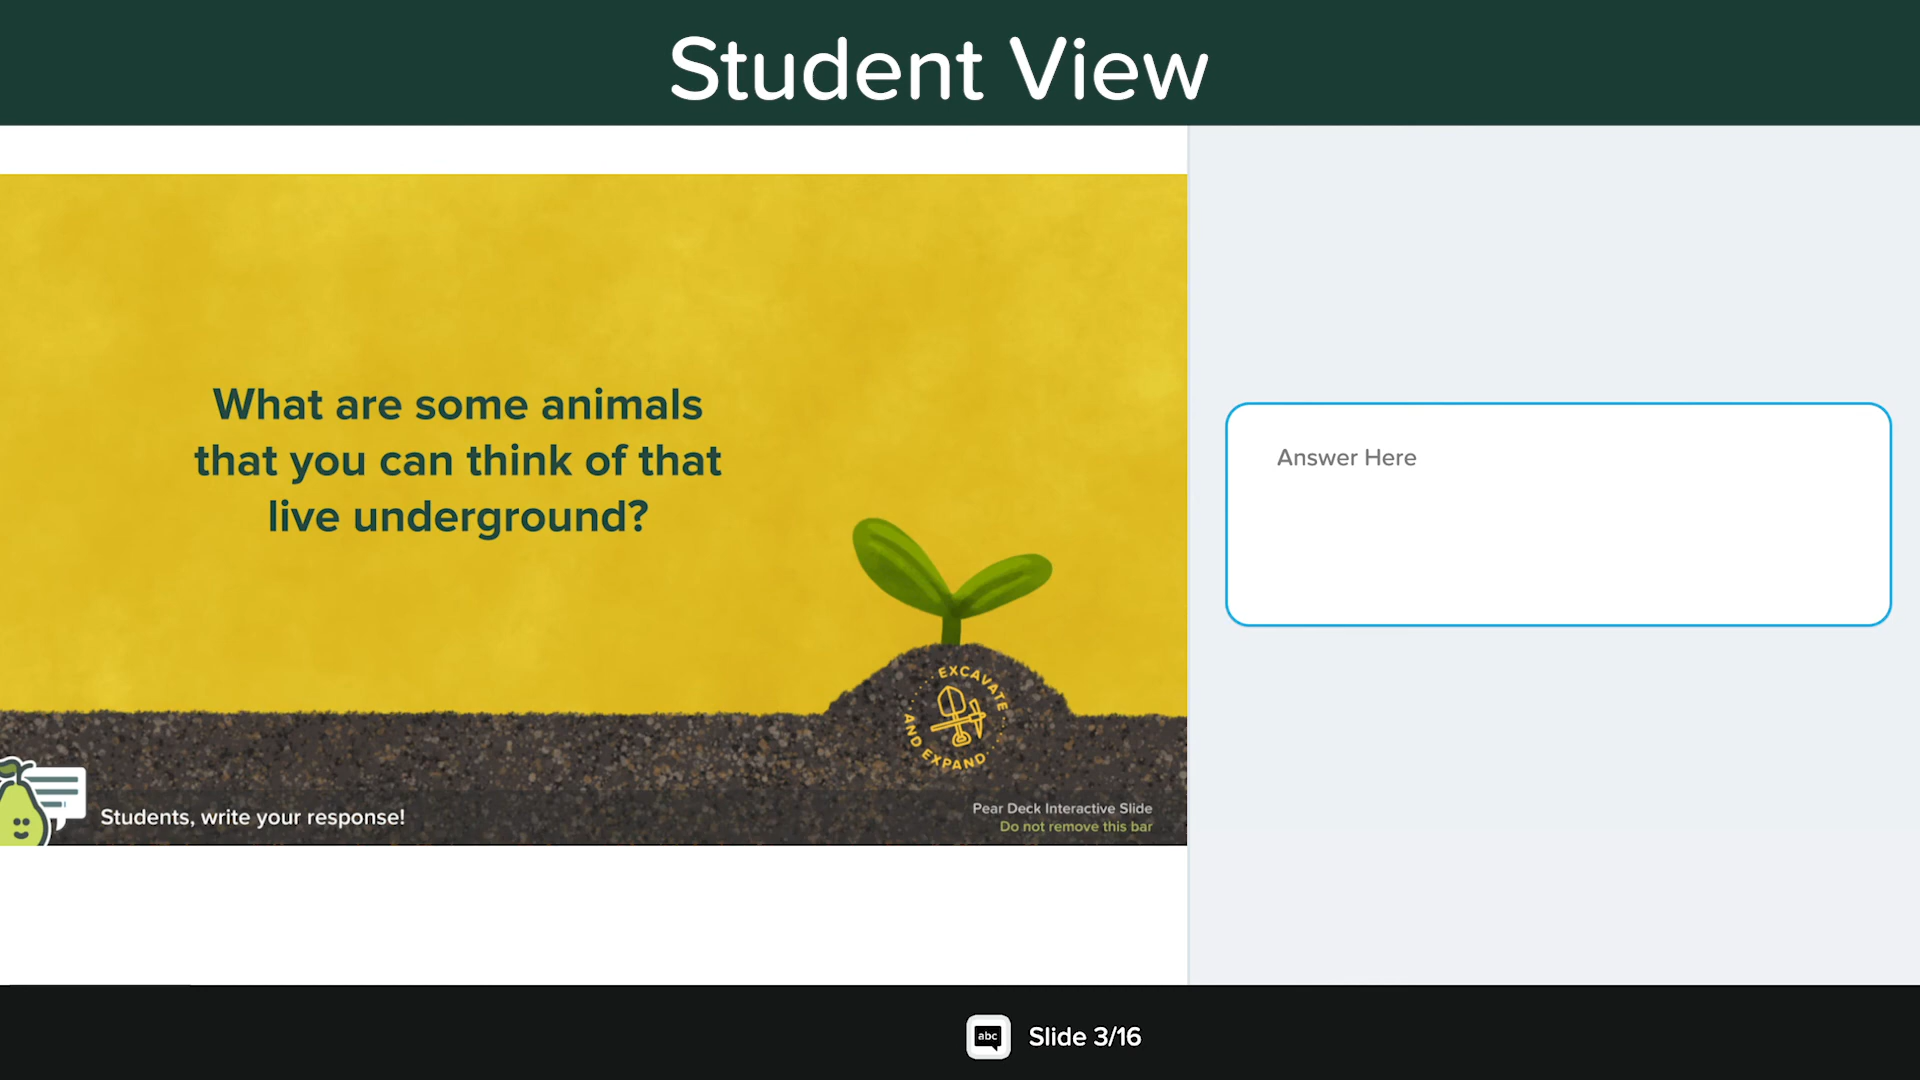 Student View
What are some animals
that you can think of that
live underground?
Answer Here
EXCAVATE
AND EXPAND
Students, write your response!
Pear Deck Interactive Slide
Do not remove this bar
abc
Slide 3/16